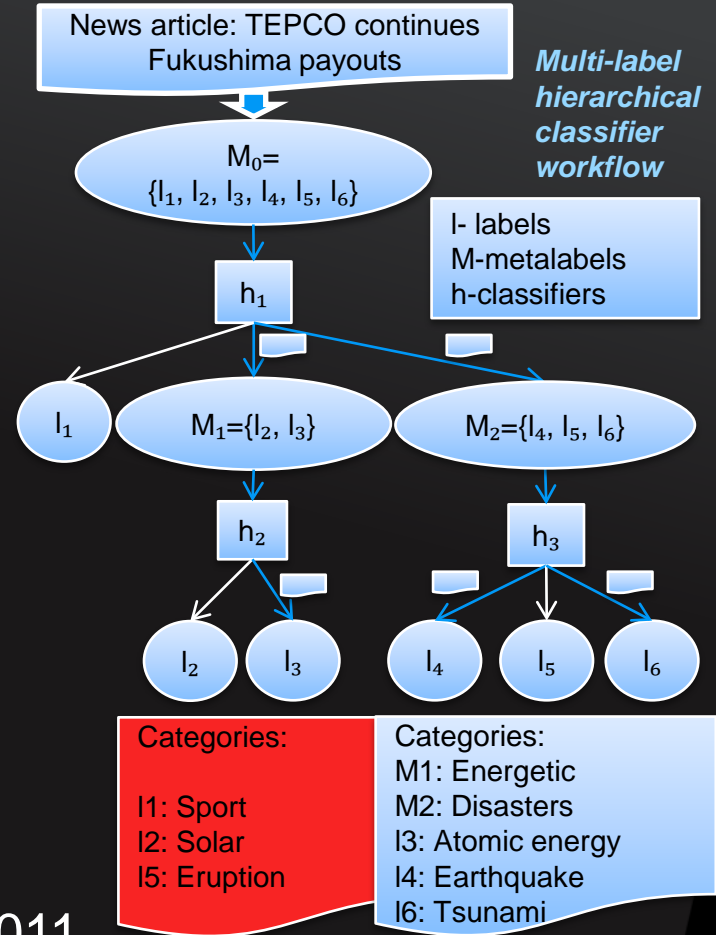 News article: TEPCO continues
Fukushima payouts
Multi-label
hierarchical
classifier
workflow
M₀=
{l₁, l₂, l₃, l₄, l₅, l₆}
l- labels
M-metalabels
h-classifiers
h₁
l₁
M₁={l₂, l₃}
M₂={l₄, l₅, l₆}
h₂
h₃
l₂
l₃
l₄
l₅
l₆
Categories:
l1: Sport
l2: Solar
l5: Eruption
Categories:
M1: Energetic
M2: Disasters
l3: Atomic energy
l4: Earthquake
l6: Tsunami
011